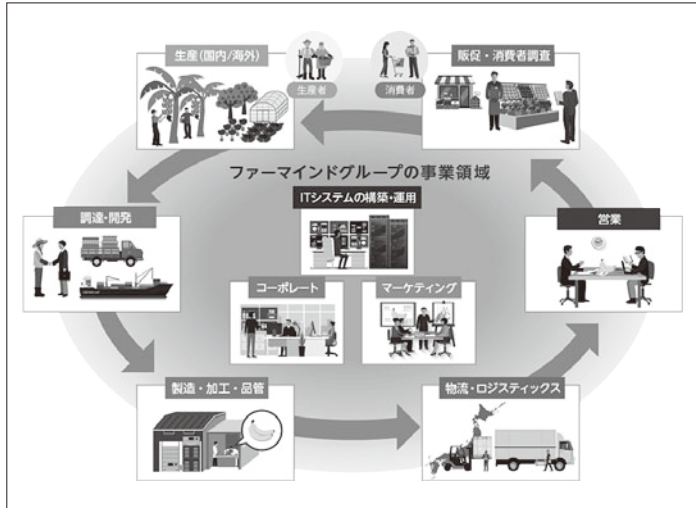 生産(国内/海外)
生産者
消費者
販促・消費者調査
ファーマインドグループの事業領域
ITシステムの構築・運用
調達・開発
営業
コーポレート
マーケティング
製造・加工・品管
物流・ロジスティックス